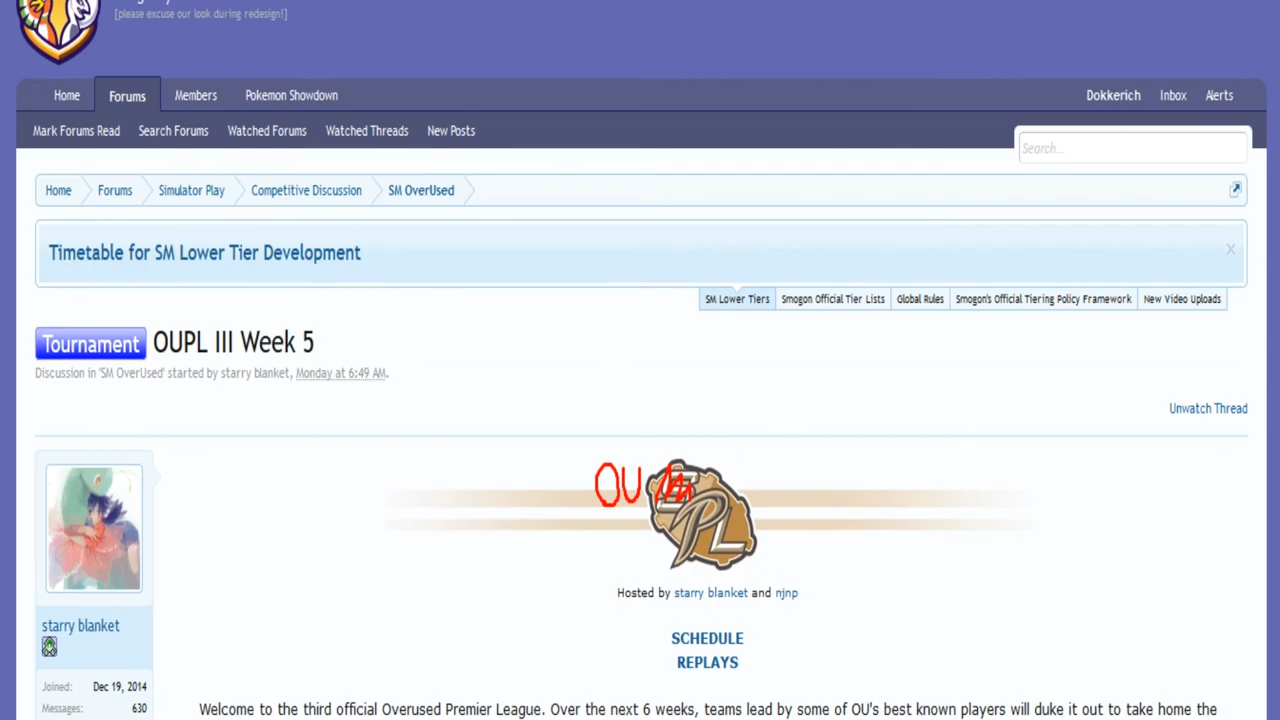 [please excuse our look during redesign!]
Home Forums Members Pokemon Showdown Dokkerich Inbox Alerts
Mark Forums Read Search Forums Watched Forums Watched Threads New Posts
Search...
Home Forums Simulator Play Competitive Discussion SM OverUsed
Timetable for SM Lower Tier Development
SM Lower Tiers Smogon Official Tier Lists Global Rules Smogon's Official Tiering Policy Framework New Video Uploads
Tournament OUPL III Week 5
Discussion in 'SM OverUsed' started by starry blanket, Monday at 6:49 AM.
Unwatch Thread
OU
EPL
Hosted by starry blanket and njnp
SCHEDULE
REPLAYS
starry blanket
Joined: Dec 19, 2014
Messages: 630
Welcome to the third official Overused Premier League. Over the next 6 weeks, teams lead by some of OU's best known players will duke it out to take home the